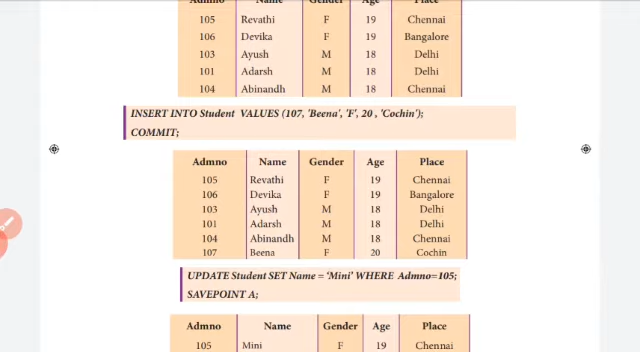 Admno Name Gender Age Place
105 Revathi F 19 Chennai
106 Devika F 19 Bangalore
103 Ayush M 18 Delhi
101 Adarsh M 18 Delhi
104 Abinandh M 18 Chennai
INSERT INTO Student VALUES (107, 'Beena', 'F', 20 , 'Cochin');
COMMIT;
Admno Name Gender Age Place
105 Revathi F 19 Chennai
106 Devika F 19 Bangalore
103 Ayush M 18 Delhi
101 Adarsh M 18 Delhi
104 Abinandh M 18 Chennai
107 Beena F 20 Cochin
UPDATE Student SET Name = ‘Mini’ WHERE Admno=105;
SAVEPOINT A;
Admno Name Gender Age Place
105 Mini F 19 Chennai